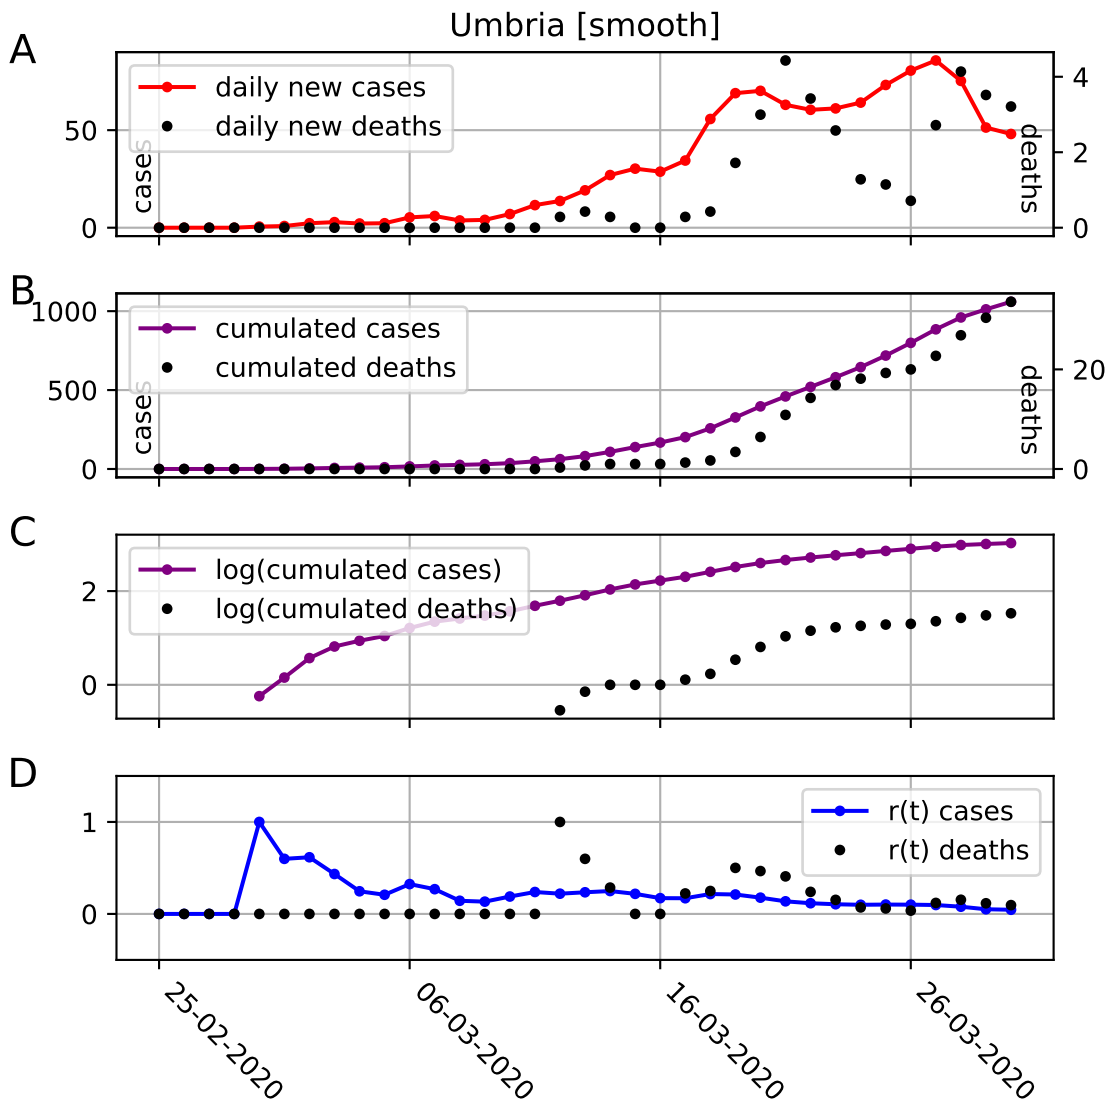 Umbria [smooth]
A
daily new cases
daily new deaths
50
0
cases
4
2
0
deaths
B
cumulated cases
cumulated deaths
1000
500
0
cases
20
0
deaths
C
log(cumulated cases)
log(cumulated deaths)
2
0
D
r(t) cases
r(t) deaths
1
0
25-02-2020
06-03-2020
16-03-2020
26-03-2020